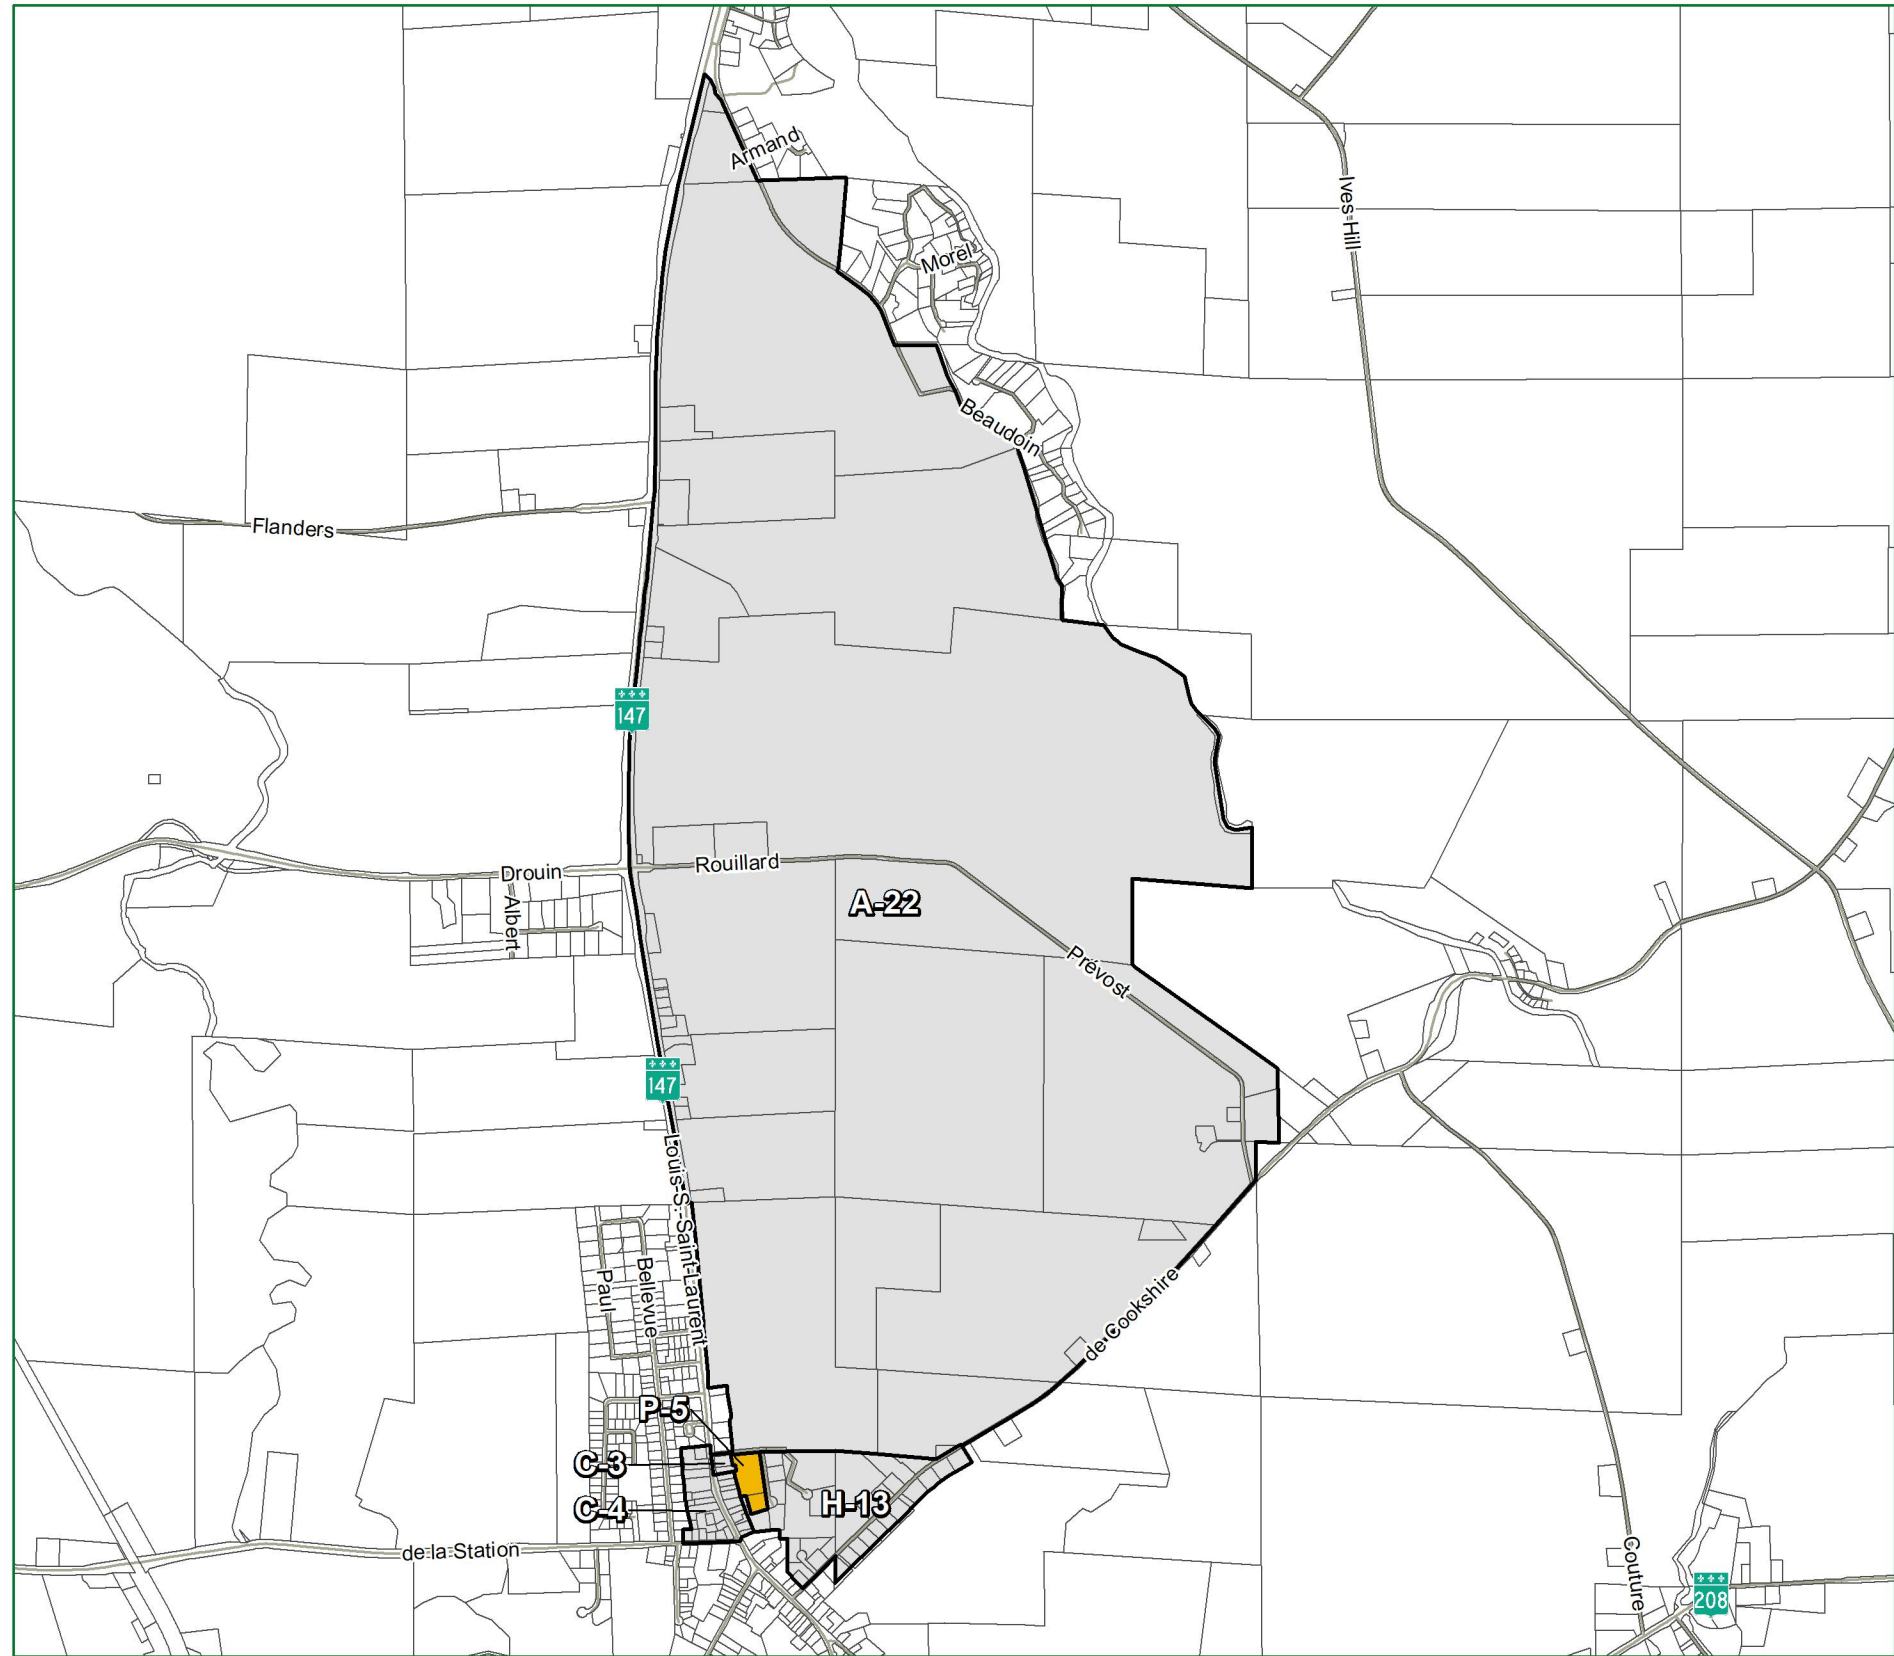 Armand
Ives-Hill
Morel
Beaudoin
Flanders
147
Drouin
Rouillard
Albert
A-22
Prévost
147
Louis-S.-Saint-Laurent
Paul
Bellevue
de Cookshire
P-5
C-3
C-4
H-13
de la Station
Couture
208